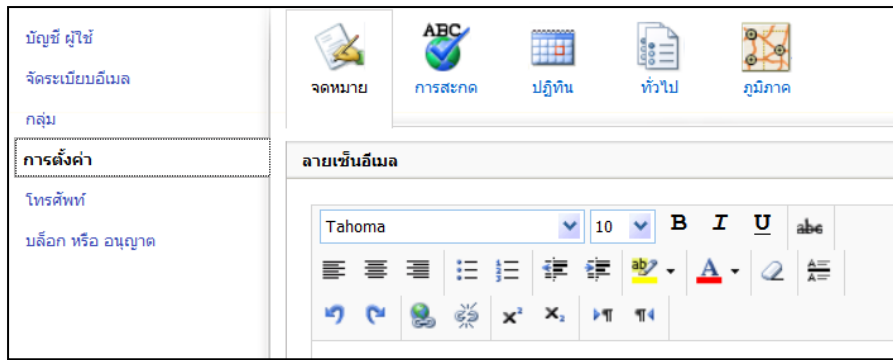 บัญชี ผู้ใช้
จัดระเบียบอีเมล
กลุ่ม
การตั้งค่า
โทรศัพท์
บล็อก หรือ อนุญาต
ABC
จดหมาย การสะกด ปฏิทิน ทั่วไป ภูมิภาค
ลายเซ็นอีเมล
Tahoma 10 B I U abc
ab A A A
x² x₂ ¶ ¶